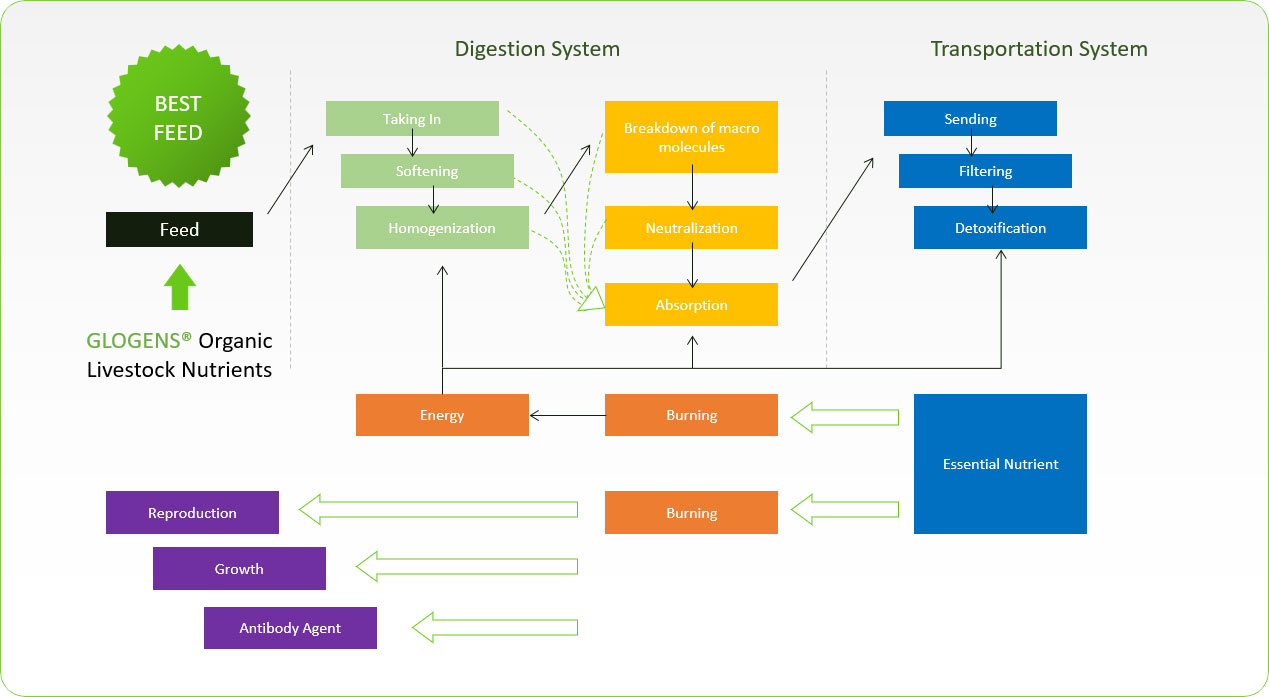 Digestion System
Transportation System
BEST
FEED
Feed
GLOGENS® Organic
Livestock Nutrients
Taking In
Softening
Homogenization
Breakdown of macro
molecules
Neutralization
Absorption
Sending
Filtering
Detoxification
Energy
Burning
Essential Nutrient
Burning
Reproduction
Growth
Antibody Agent